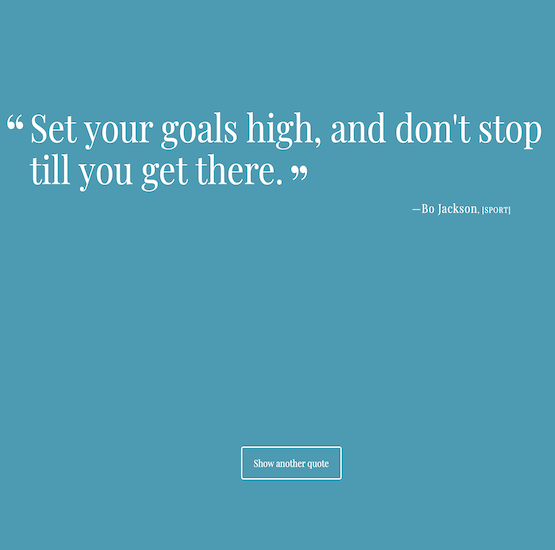 “ Set your goals high, and don't stop
till you get there. ”
—Bo Jackson, [SPORT]
Show another quote